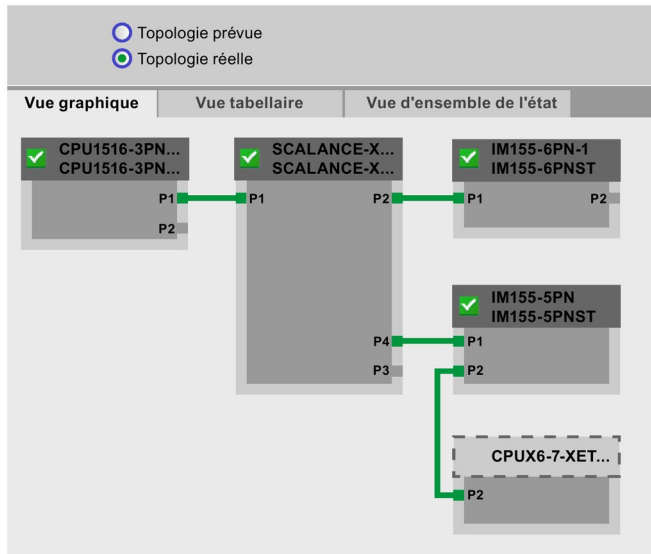 Topologie prévue
Topologie réelle
Vue graphique
Vue tabellaire
Vue d'ensemble de l'état
CPU1516-3PN...
CPU1516-3PN...
P1
P2
SCALANCE-X...
SCALANCE-X...
P1
P2
P4
P3
IM155-6PN-1
IM155-6PNST
P1
P2
IM155-5PN
IM155-5PNST
P1
P2
CPUX6-7-XET...
P2